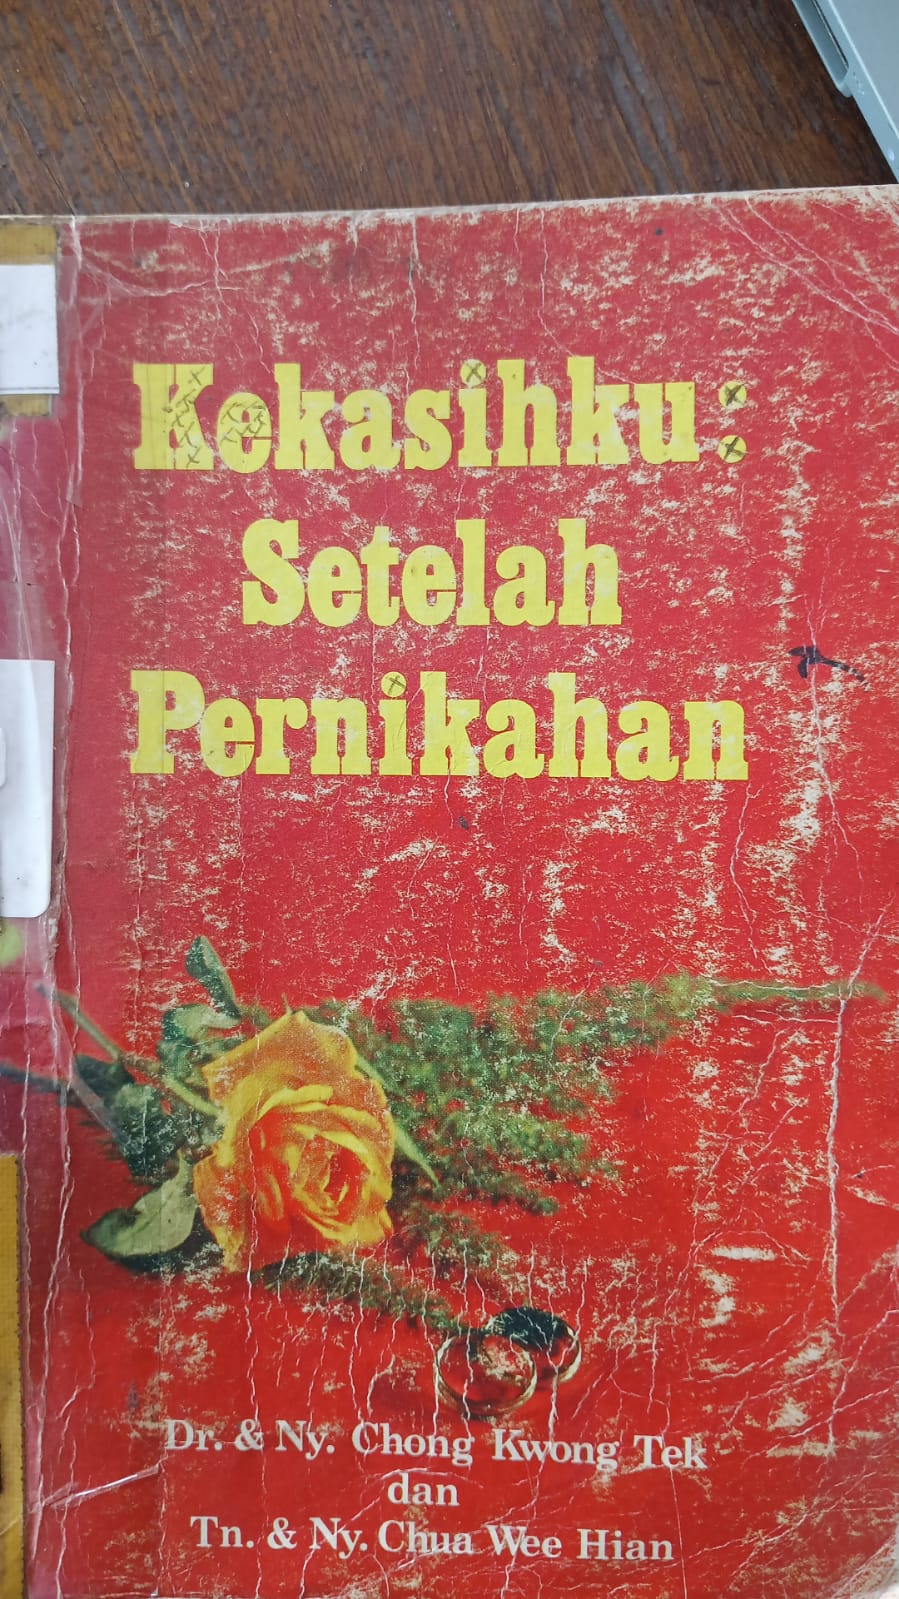 Kekasihku:
Setelah
Pernikahan
Dr. & Ny. Chong Kwong Tek
dan
Tn. & Ny. Chua Wee Hian